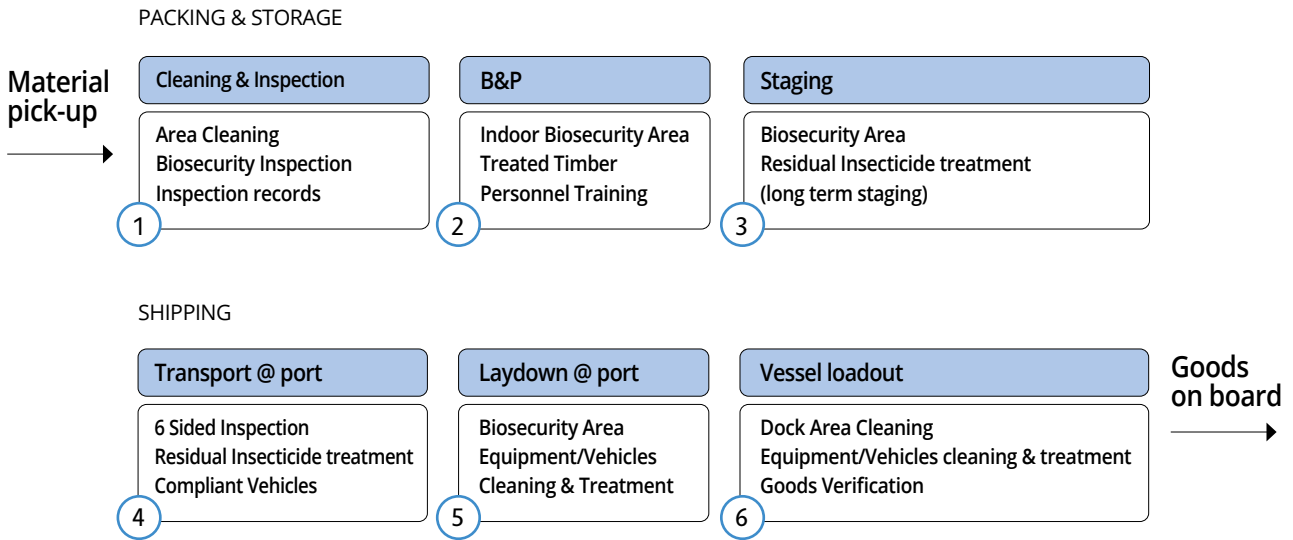 PACKING & STORAGE
Material
pick-up
Cleaning & Inspection
Area Cleaning
Biosecurity Inspection
Inspection records
1
B&P
Indoor Biosecurity Area
Treated Timber
Personnel Training
2
Staging
Biosecurity Area
Residual Insecticide treatment
(long term staging)
3
SHIPPING
Transport @ port
6 Sided Inspection
Residual Insecticide treatment
Compliant Vehicles
4
Laydown @ port
Biosecurity Area
Equipment/Vehicles
Cleaning & Treatment
5
Vessel loadout
Dock Area Cleaning
Equipment/Vehicles cleaning & treatment
Goods Verification
6
Goods
on board